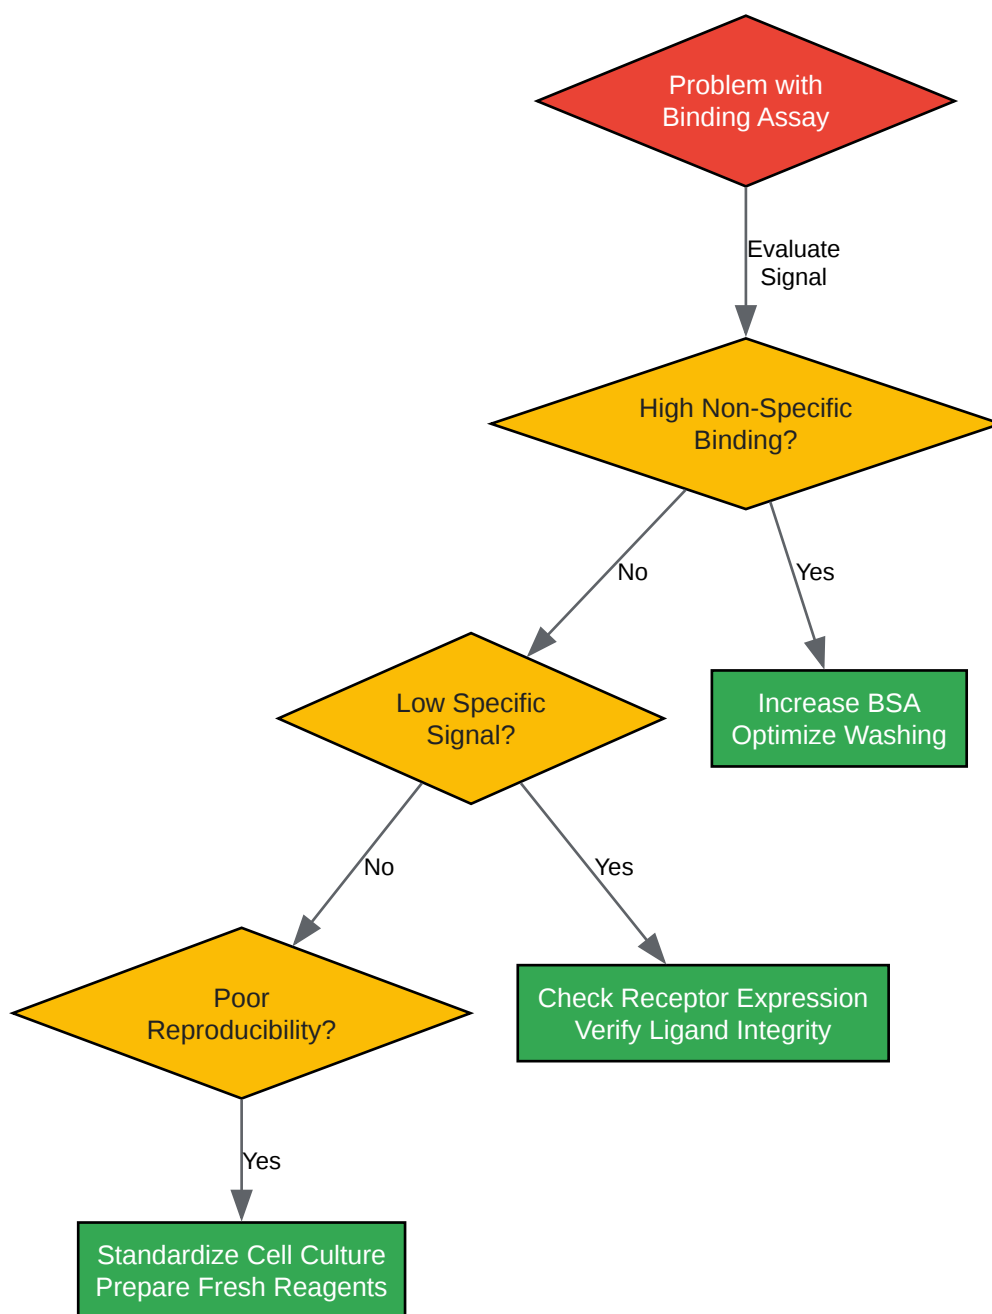 Problem with
Binding Assay
Evaluate
Signal
High Non-Specific
Binding?
No
Yes
Low Specific
Signal?
Increase BSA
Optimize Washing
No
Yes
Poor
Reproducibility?
Check Receptor Expression
Verify Ligand Integrity
Yes
Standardize Cell Culture
Prepare Fresh Reagents